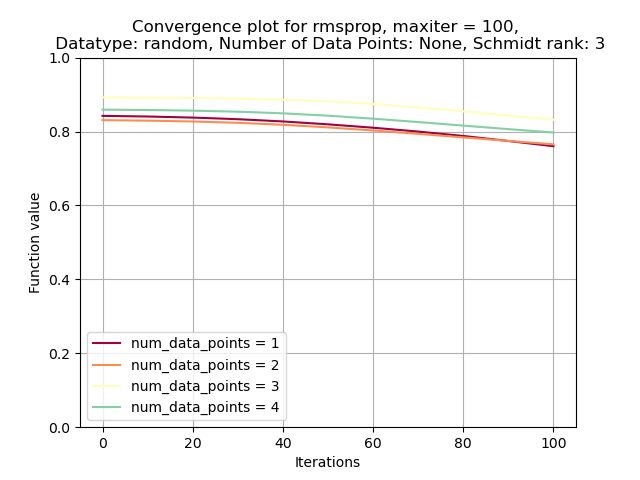 Convergence plot for rmsprop, maxiter = 100,
Datatype: random, Number of Data Points: None, Schmidt rank: 3
1.0
0.8
0.6
0.4
0.2
0.0
Function value
num_data_points = 1
num_data_points = 2
num_data_points = 3
num_data_points = 4
0 20 40 60 80 100
Iterations